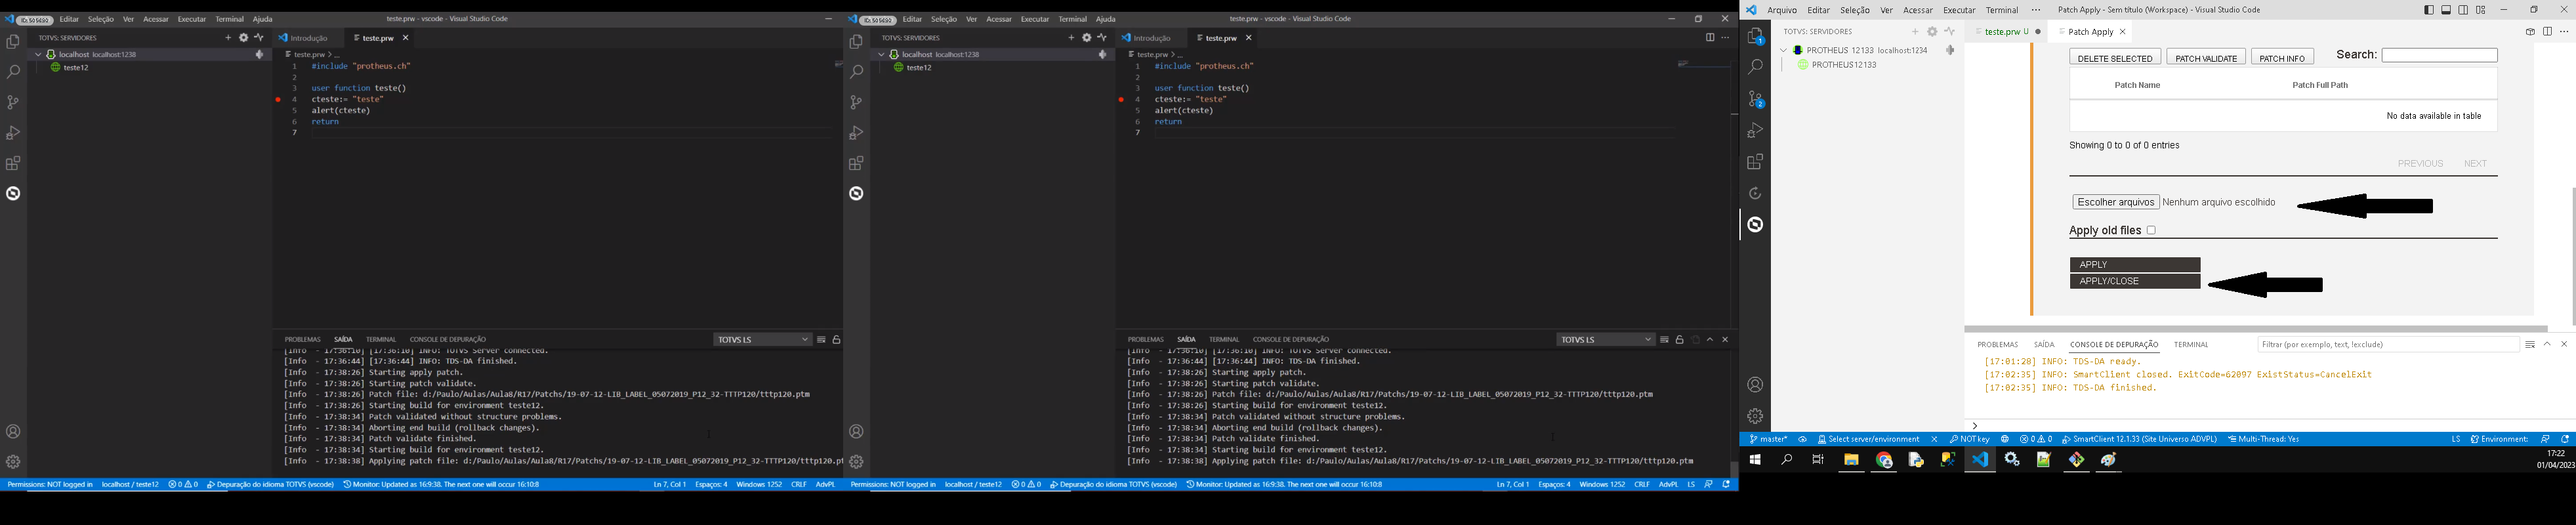 ID: 505480 Editar Seleção Ver Acessar Executar Terminal Ajuda
teste.prw - vscode - Visual Studio Code
TOTVS: SERVIDORES
localhost localhost:1238
teste12
Introdução
teste.prw
teste.prw > ...
1 #include "protheus.ch"
2
3 user function teste()
4 cteste:= "teste"
5 alert(cteste)
6 return
7
PROBLEMAS SAÍDA TERMINAL CONSOLE DE DEPURAÇÃO
TOTVS LS
[Info - 17:36:10] [17:36:10] INFO: TOTVS Server connected.
[Info - 17:36:44] [17:36:44] INFO: TDS-DA finished.
[Info - 17:38:26] Starting apply patch.
[Info - 17:38:26] Starting patch validate.
[Info - 17:38:26] Patch file: d:/Paulo/Aulas/Aula8/R17/Patchs/19-07-12-LIB_LABEL_05072019_P12_32-TTTP120/tttp120.ptm
[Info - 17:38:26] Starting build for environment teste12.
[Info - 17:38:34] Patch validated without structure problems.
[Info - 17:38:34] Aborting end build (rollback changes).
[Info - 17:38:34] Patch validate finished.
[Info - 17:38:34] Starting build for environment teste12.
[Info - 17:38:38] Applying patch file: d:/Paulo/Aulas/Aula8/R17/Patchs/19-07-12-LIB_LABEL_05072019_P12_32-TTTP120/tttp120.pt
Permissions: NOT logged in localhost / teste12 0 0 Depuração do idioma TOTVS (vscode) Monitor: Updated as 16:9:38. The next one will occur 16:10:8 Ln 7, Col 1 Espaços: 4 Windows 1252 CRLF AdvPL
ID: 505480 Editar Seleção Ver Acessar Executar Terminal Ajuda
teste.prw - vscode - Visual Studio Code
TOTVS: SERVIDORES
localhost localhost:1238
teste12
Introdução
teste.prw
teste.prw > ...
1 #include "protheus.ch"
2
3 user function teste()
4 cteste:= "teste"
5 alert(cteste)
6 return
7
PROBLEMAS SAÍDA TERMINAL CONSOLE DE DEPURAÇÃO
TOTVS LS
[Info - 17:36:10] [17:36:10] INFO: TOTVS Server connected.
[Info - 17:36:44] [17:36:44] INFO: TDS-DA finished.
[Info - 17:38:26] Starting apply patch.
[Info - 17:38:26] Starting patch validate.
[Info - 17:38:26] Patch file: d:/Paulo/Aulas/Aula8/R17/Patchs/19-07-12-LIB_LABEL_05072019_P12_32-TTTP120/tttp120.ptm
[Info - 17:38:26] Starting build for environment teste12.
[Info - 17:38:34] Patch validated without structure problems.
[Info - 17:38:34] Aborting end build (rollback changes).
[Info - 17:38:34] Patch validate finished.
[Info - 17:38:34] Starting build for environment teste12.
[Info - 17:38:38] Applying patch file: d:/Paulo/Aulas/Aula8/R17/Patchs/19-07-12-LIB_LABEL_05072019_P12_32-TTTP120/tttp120.ptm
Permissions: NOT logged in localhost / teste12 0 0 Depuração do idioma TOTVS (vscode) Monitor: Updated as 16:9:38. The next one will occur 16:10:8 Ln 7, Col 1 Espaços: 4 Windows 1252 CRLF AdvPL LS
Arquivo Editar Seleção Ver Acessar Executar Terminal ···
Patch Apply - Sem título (Workspace) - Visual Studio Code
TOTVS: SERVIDORES
PROTHEUS 12133 localhost:1234
PROTHEUS12133
1
2
teste.prw U
Patch Apply
DELETE SELECTED PATCH VALIDATE PATCH INFO
Search:
Patch Name Patch Full Path
No data available in table
Showing 0 to 0 of 0 entries
PREVIOUS NEXT
Escolher arquivos Nenhum arquivo escolhido
Apply old files
APPLY
APPLY/CLOSE
PROBLEMAS SAÍDA CONSOLE DE DEPURAÇÃO TERMINAL
Filtrar (por exemplo, text, !exclude)
[17:01:28] INFO: TDS-DA ready.
[17:02:35] INFO: SmartClient closed. ExitCode=62097 ExistStatus=CancelExit
[17:02:35] INFO: TDS-DA finished.
>
master* Select server/environment NOT key 0 0 SmartClient 12.1.33 (Site Universo ADVPL) Multi-Thread: Yes LS Environment:
17:22
01/04/2023